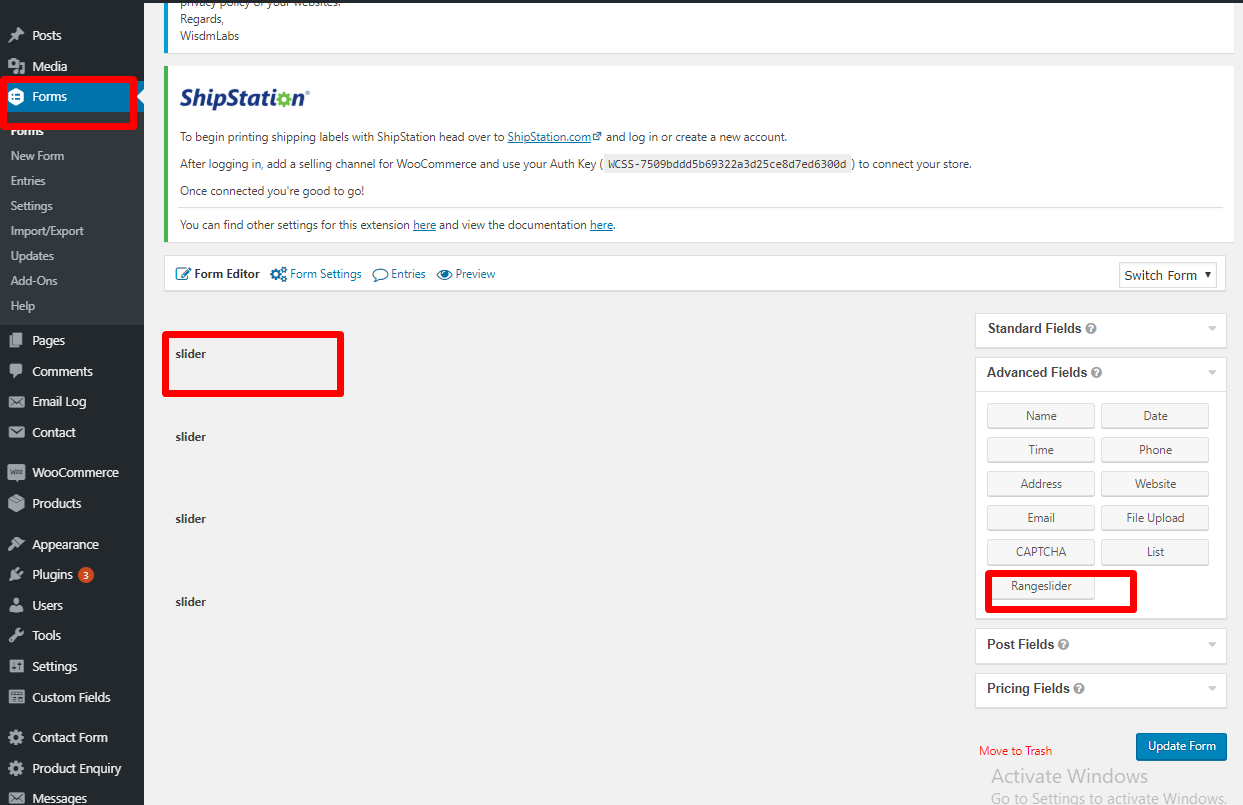 privacy policy of your websites.
Regards,
WisdmLabs
Posts
Media
Forms
Forms
New Form
Entries
Settings
Import/Export
Updates
Add-Ons
Help
Pages
Comments
Email Log
Contact
WooCommerce
Products
Appearance
Plugins 3
Users
Tools
Settings
Custom Fields
Contact Form
Product Enquiry
Messages
ShipStation
To begin printing shipping labels with ShipStation head over to ShipStation.com and log in or create a new account.
After logging in, add a selling channel for WooCommerce and use your Auth Key ( WCSS-7509bddd5b69322a3d25ce8d7ed6300d ) to connect your store.
Once connected you're good to go!
You can find other settings for this extension here and view the documentation here.
Form Editor Form Settings Entries Preview Switch Form
slider
slider
slider
slider
Standard Fields
Advanced Fields
Name Date
Time Phone
Address Website
Email File Upload
CAPTCHA List
Rangeslider
Post Fields
Pricing Fields
Move to Trash Update Form
Activate Windows
Go to Settings to activate Windows.